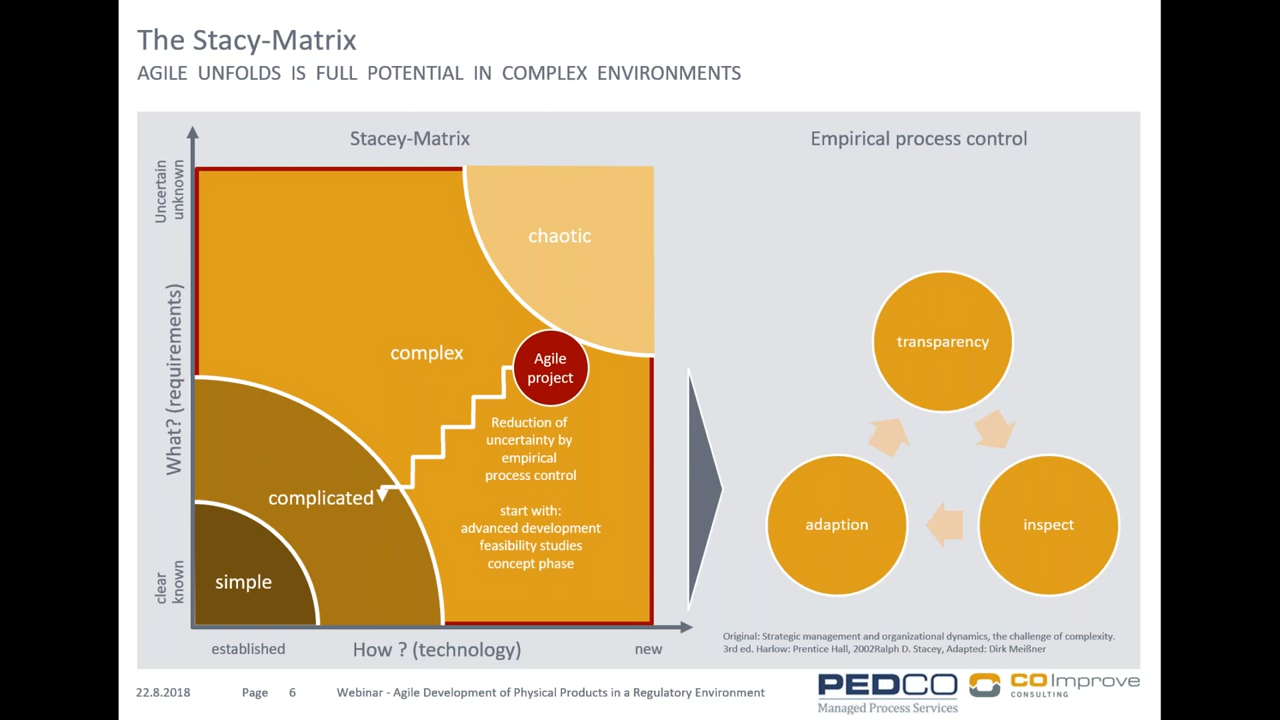 The Stacy-Matrix
AGILE UNFOLDS IS FULL POTENTIAL IN COMPLEX ENVIRONMENTS
Stacey-Matrix
Empirical process control
Uncertain
unknown
What? (requirements)
clear
known
chaotic
complex
Agile
project
Reduction of
uncertainty by
empirical
process control
start with:
advanced development
feasibility studies
concept phase
complicated
simple
established
How ? (technology)
new
transparency
adaption
inspect
Original: Strategic management and organizational dynamics, the challenge of complexity.
3rd ed. Harlow: Prentice Hall, 2002Ralph D. Stacey, Adapted: Dirk Meißner
22.8.2018 Page 6 Webinar - Agile Development of Physical Products in a Regulatory Environment
PEDCO
Managed Process Services
COImprove
CONSULTING